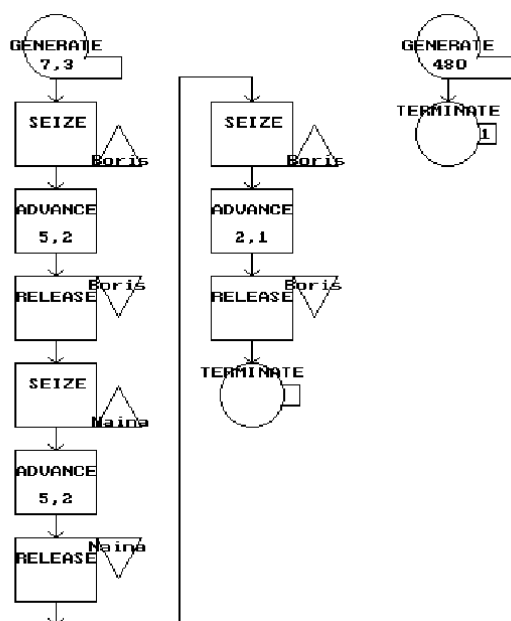 GENERATE
7,3
SEIZE
Boris
ADVANCE
5,2
RELEASE
Boris
SEIZE
Naina
ADVANCE
5,2
RELEASE
Naina
SEIZE
Boris
ADVANCE
2,1
RELEASE
Boris
TERMINATE
GENERATE
480
TERMINATE
1